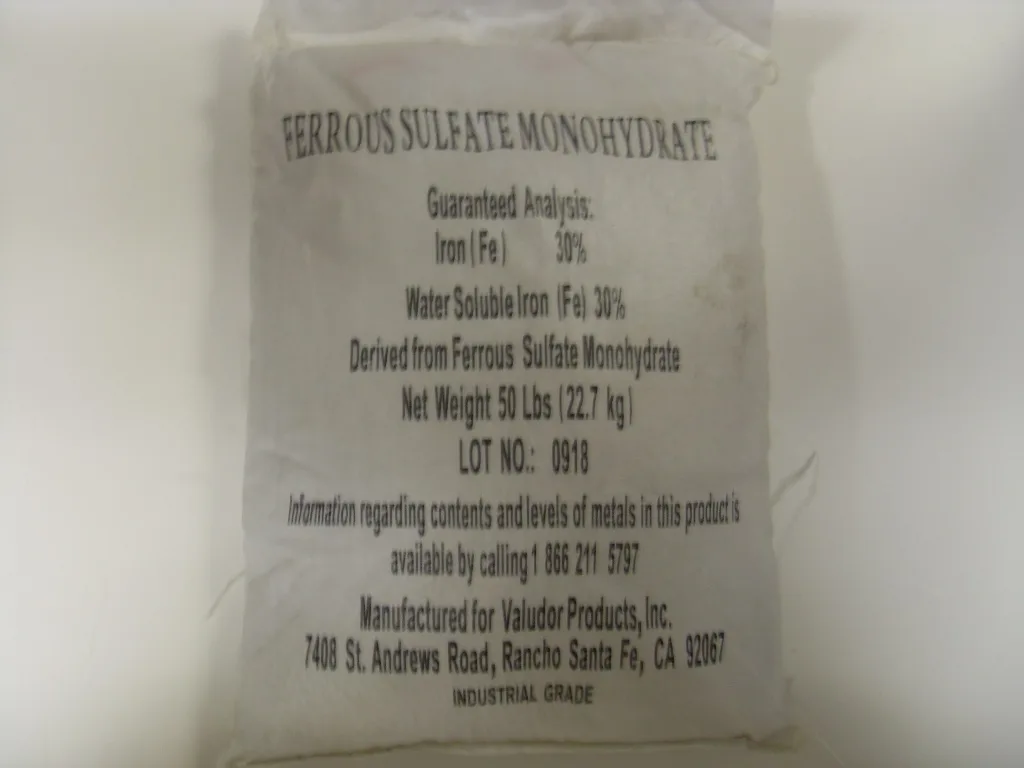 FERROUS SULFATE MONOHYDRATE
Guaranteed Analysis:
Iron (Fe) 30%
Water Soluble Iron (Fe) 30%
Derived from Ferrous Sulfate Monohydrate
Net Weight 50 Lbs (22.7 kg)
LOT NO.: 0918
Information regarding contents and levels of metals in this product is
available by calling 1 866 211 5797
Manufactured for Valudor Products, Inc.
7408 St. Andrews Road, Rancho Santa Fe, CA 92067
INDUSTRIAL GRADE